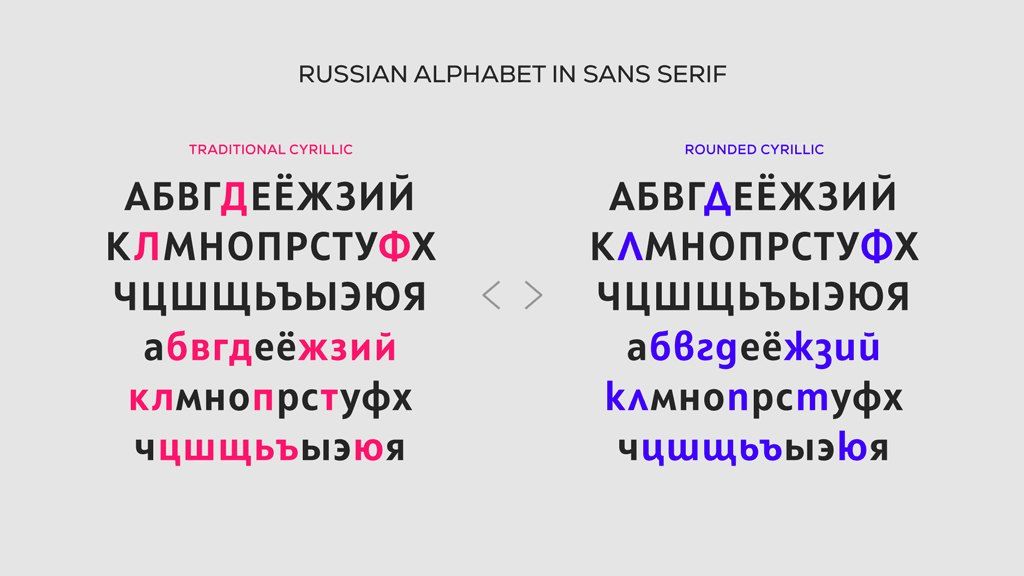 RUSSIAN ALPHABET IN SANS SERIF
TRADITIONAL CYRILLIC
АБВГДЕЁЖЗИЙ
КЛМНОПРСТУФХ
ЧЦШЩЬЪЫЭЮЯ
абвгдеёжзий
клмнопрстуфх
чцшщьъыэюя
< >
ROUNDED CYRILLIC
АБВГДЕЁЖЗИЙ
КЛМНОПРСТУФХ
ЧЦШЩЬЪЫЭЮЯ
абвгдеёжзий
клмнопрстуфх
чцшщьъыэюя